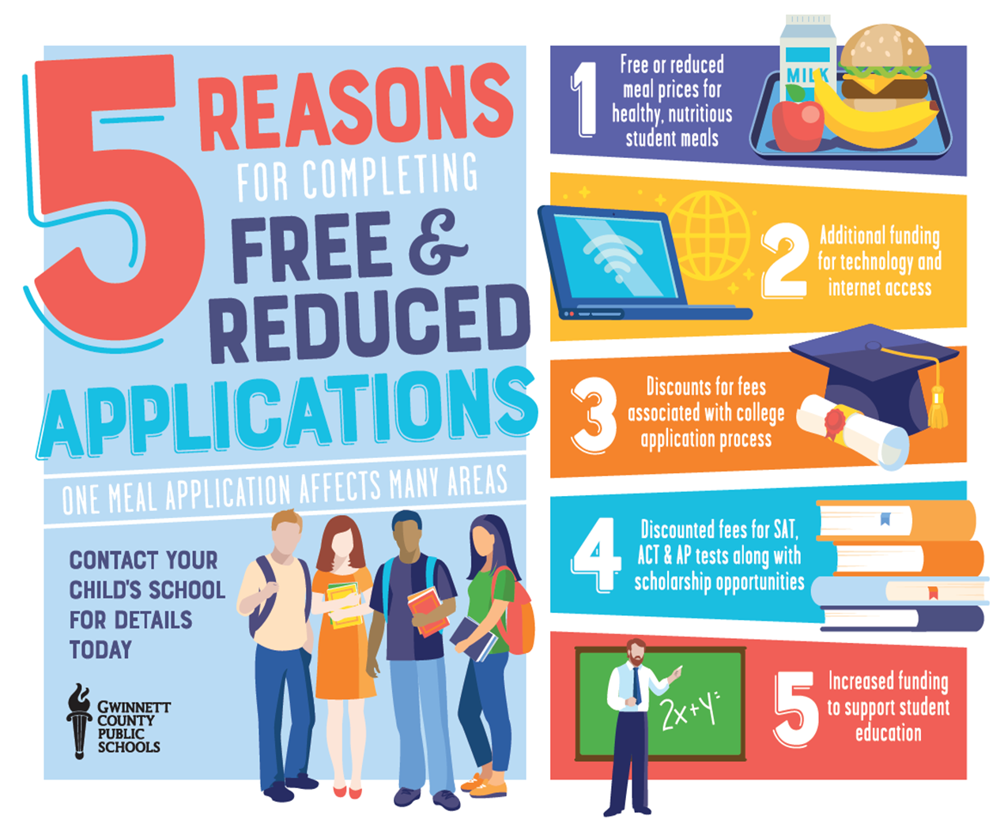 5 REASONS
FOR COMPLETING
FREE &
REDUCED
APPLICATIONS
ONE MEAL APPLICATION AFFECTS MANY AREAS
CONTACT YOUR
CHILD'S SCHOOL
FOR DETAILS
TODAY
GWINNETT
COUNTY
PUBLIC
SCHOOLS
1
Free or reduced
meal prices for
healthy, nutritious
student meals
MILK
2
Additional funding
for technology and
internet access
3
Discounts for fees
associated with college
application process
4
Discounted fees for SAT,
ACT & AP tests along with
scholarship opportunities
5
Increased funding
to support student
education
2x+y=